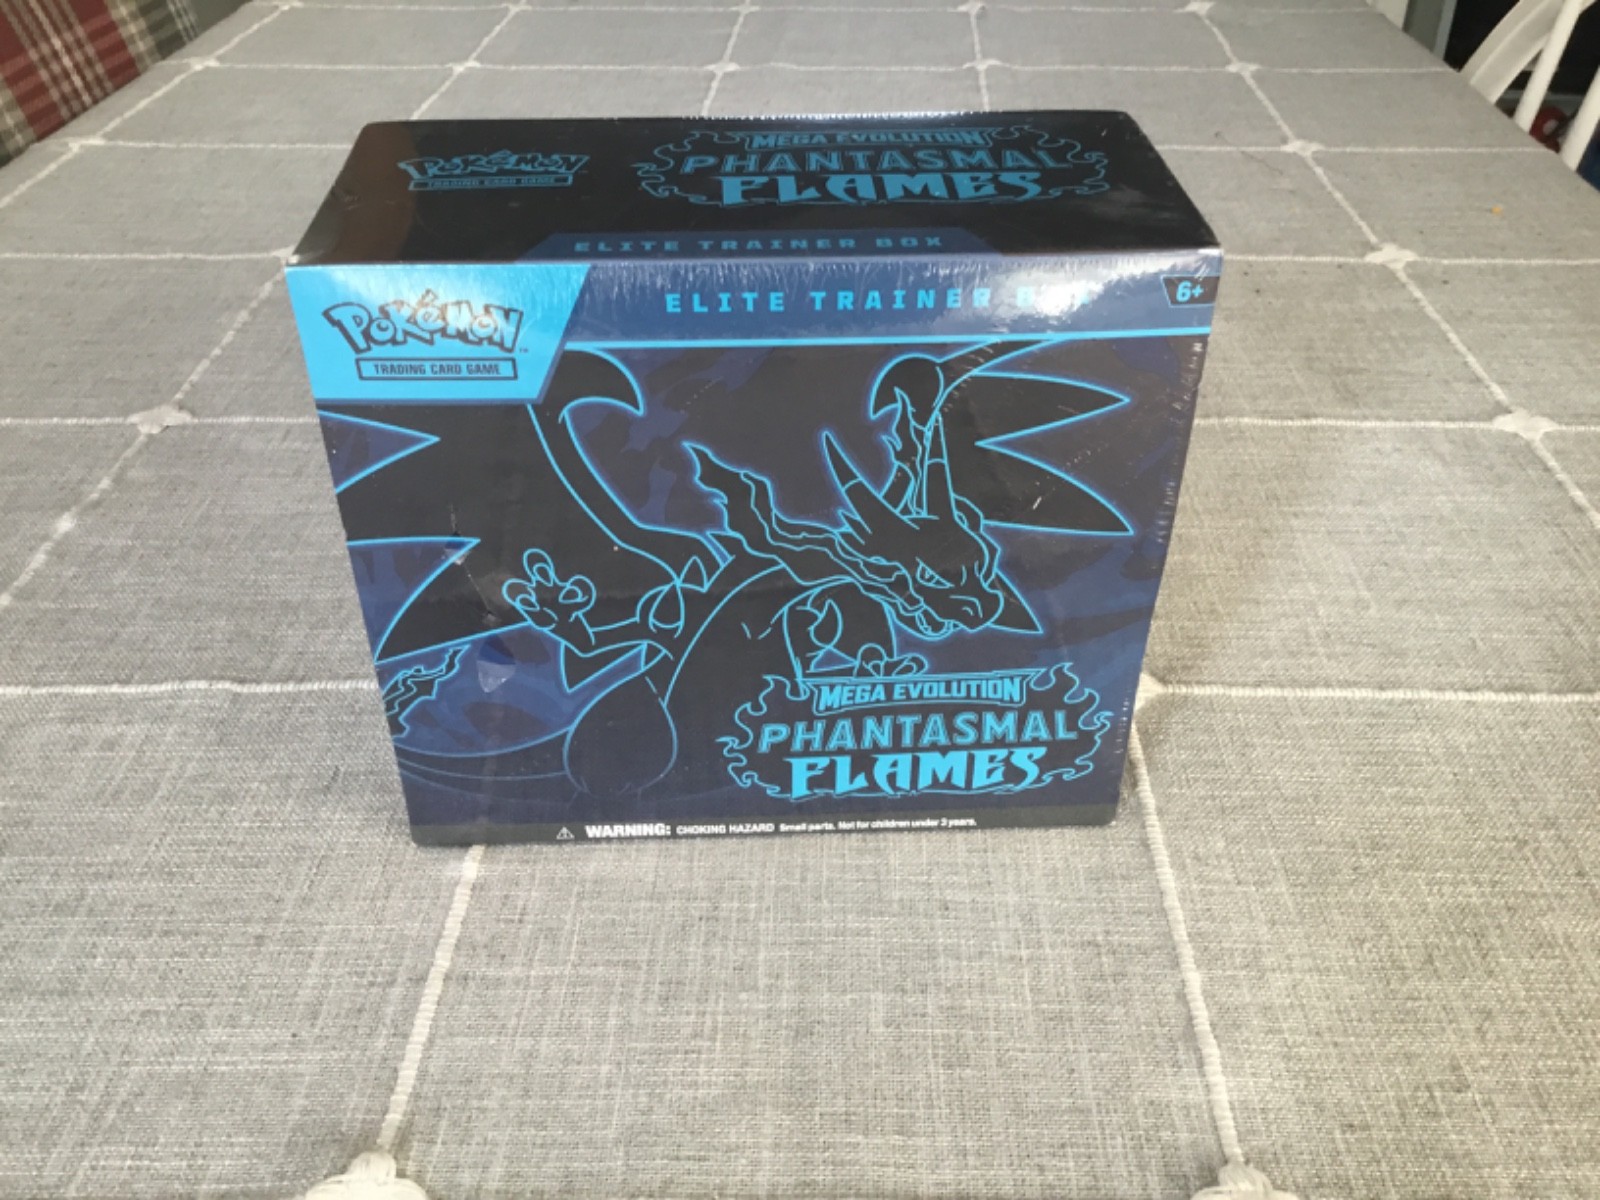 POKéMON
TRADING CARD GAME
MEGA EVOLUTION
PHANTASMAL
FLAMES
ELITE TRAINER BOX
POKéMON
TRADING CARD GAME
ELITE TRAINER BOX
6+
MEGA EVOLUTION
PHANTASMAL
FLAMES
⚠ WARNING: CHOKING HAZARD Small parts. Not for children under 3 years.